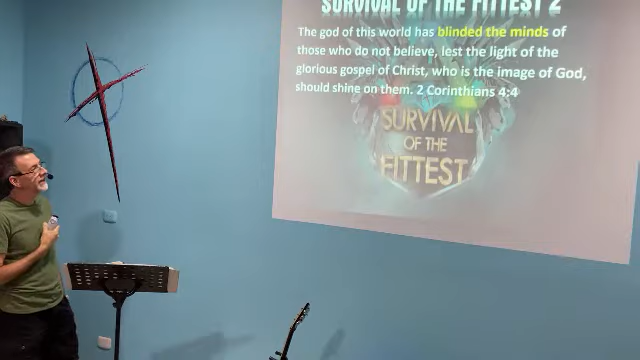 SURVIVAL OF THE FITTEST 2
The god of this world has blinded the minds of
those who do not believe, lest the light of the
glorious gospel of Christ, who is the image of God,
should shine on them. 2 Corinthians 4:4
SURVIVAL
OF THE
FITTEST